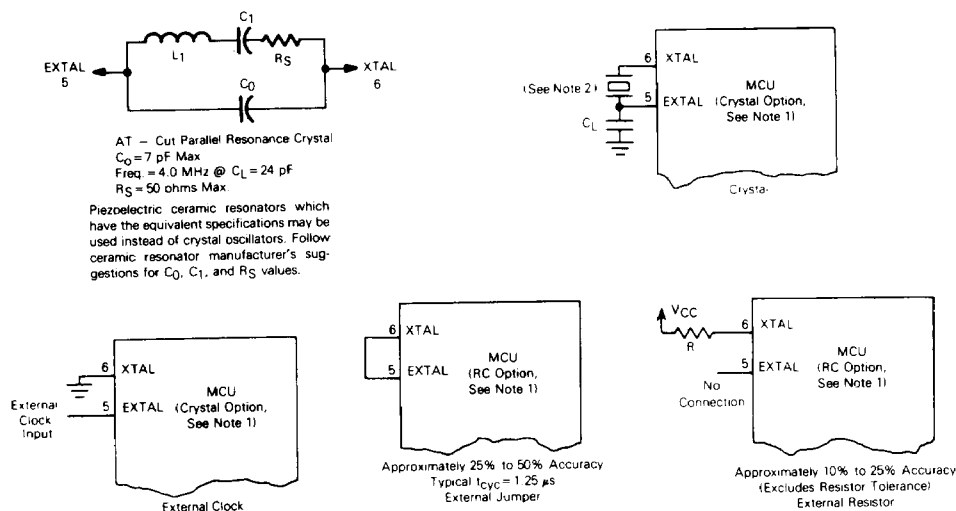 C1
L1
RS
EXTAL
5
XTAL
6
C0
AT – Cut Parallel Resonance Crystal
Co = 7 pF Max
Freq. = 4.0 MHz @ CL = 24 pF
RS = 50 ohms Max.
Piezoelectric ceramic resonators which
have the equivalent specifications may be
used instead of crystal oscillators. Follow
ceramic resonator manufacturer's sug-
gestions for C0, C1, and RS values.
6
XTAL
(See Note 2)
5
EXTAL
CL
MCU
(Crystal Option,
See Note 1)
Crystal
6
XTAL
5
EXTAL
External
Clock
Input
MCU
(Crystal Option,
See Note 1)
External Clock
6
XTAL
5
EXTAL
MCU
(RC Option,
See Note 1)
Approximately 25% to 50% Accuracy
Typical tcyc = 1.25 µs
External Jumper
VCC
R
6
XTAL
5
EXTAL
No
Connection
MCU
(RC Option,
See Note 1)
Approximately 10% to 25% Accuracy
(Excludes Resistor Tolerance)
External Resistor